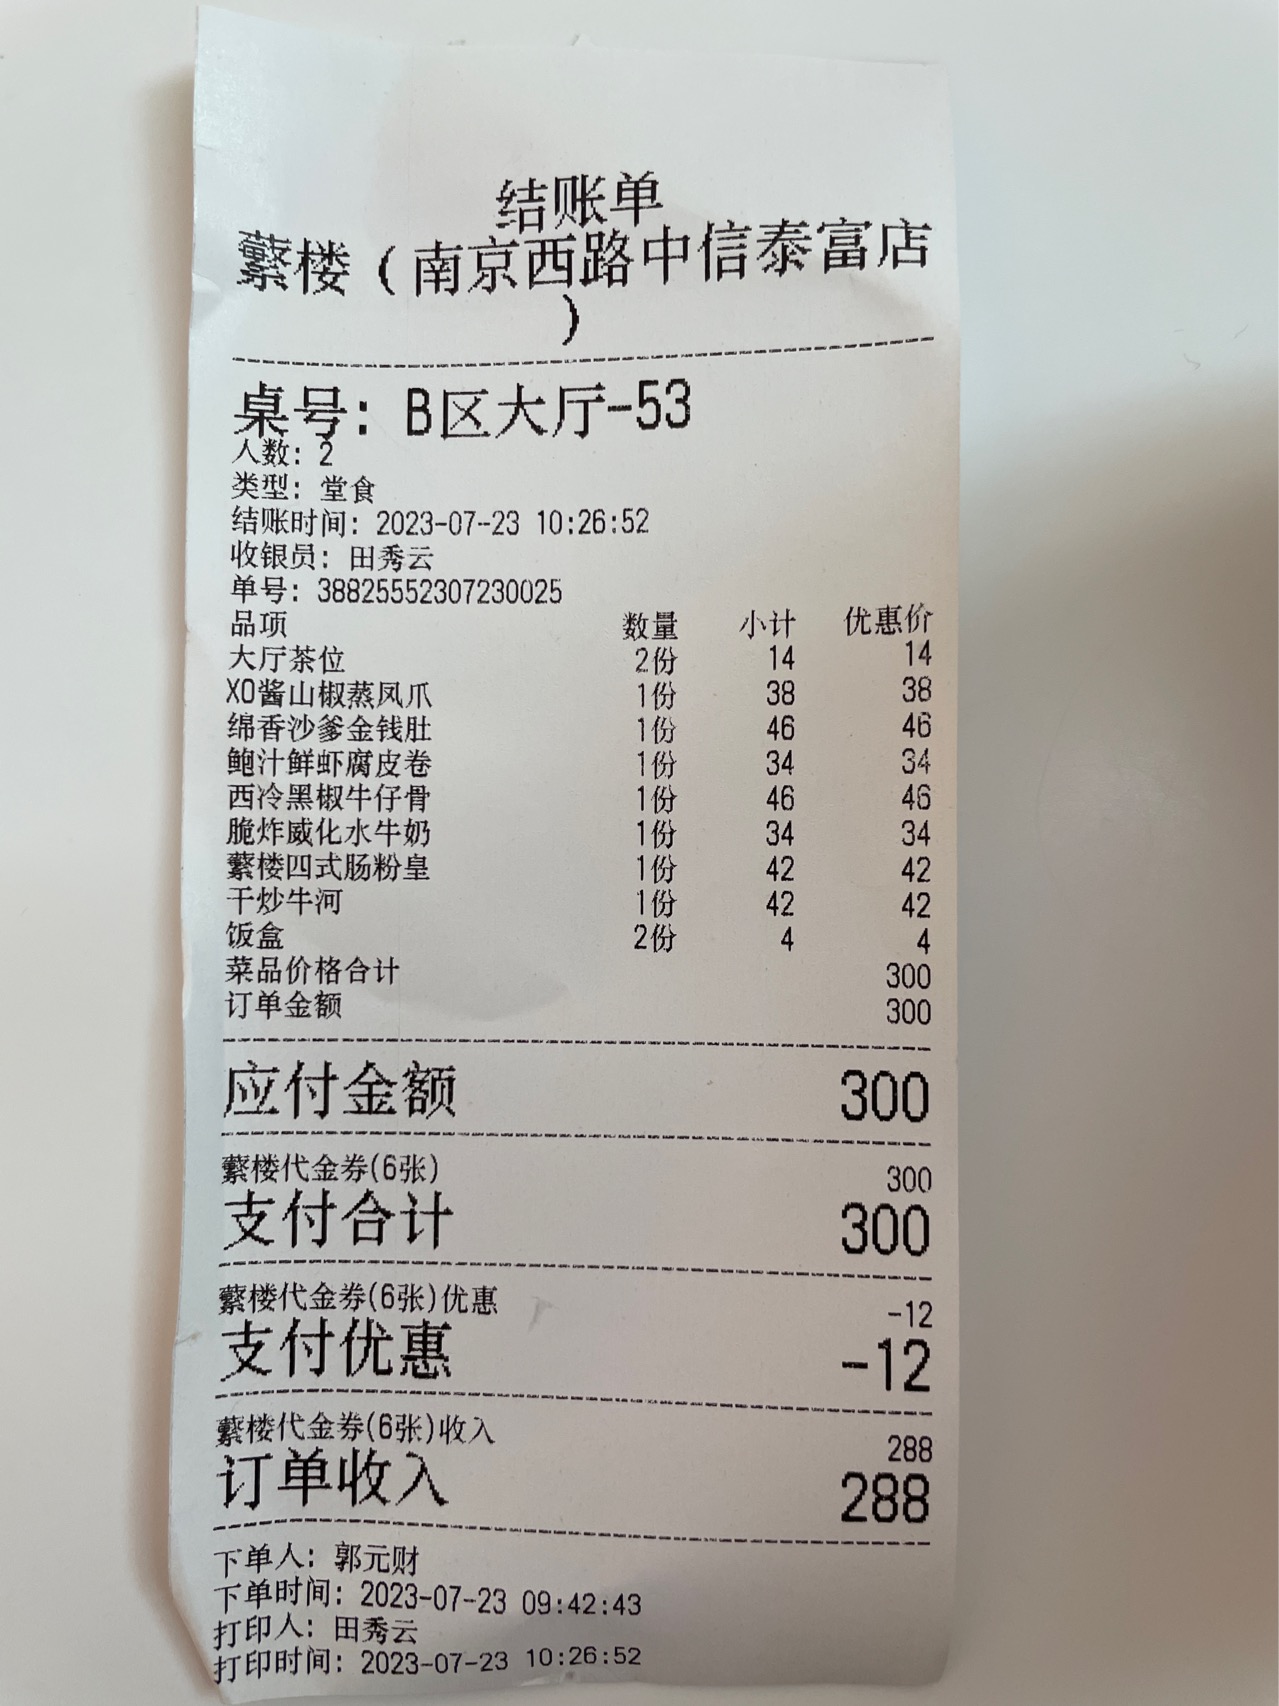 结账单
蘩楼（南京西路中信泰富店
）
桌号：B区大厅-53
人数：2
类型：堂食
结账时间：2023-07-23 10:26:52
收银员：田秀云
单号：38825552307230025
品项 数量 小计 优惠价
大厅茶位 2份 14 14
XO酱山椒蒸凤爪 1份 38 38
绵香沙爹金钱肚 1份 46 46
鲍汁鲜虾腐皮卷 1份 34 34
西冷黑椒牛仔骨 1份 46 46
脆炸威化水牛奶 1份 34 34
蘩楼四式肠粉皇 1份 42 42
干炒牛河 1份 42 42
饭盒 2份 4 4
菜品价格合计 300
订单金额 300
应付金额 300
蘩楼代金券(6张) 300
支付合计 300
蘩楼代金券(6张)优惠 -12
支付优惠 -12
蘩楼代金券(6张)收入 288
订单收入 288
下单人：郭元财
下单时间：2023-07-23 09:42:43
打印人：田秀云
打印时间：2023-07-23 10:26:52